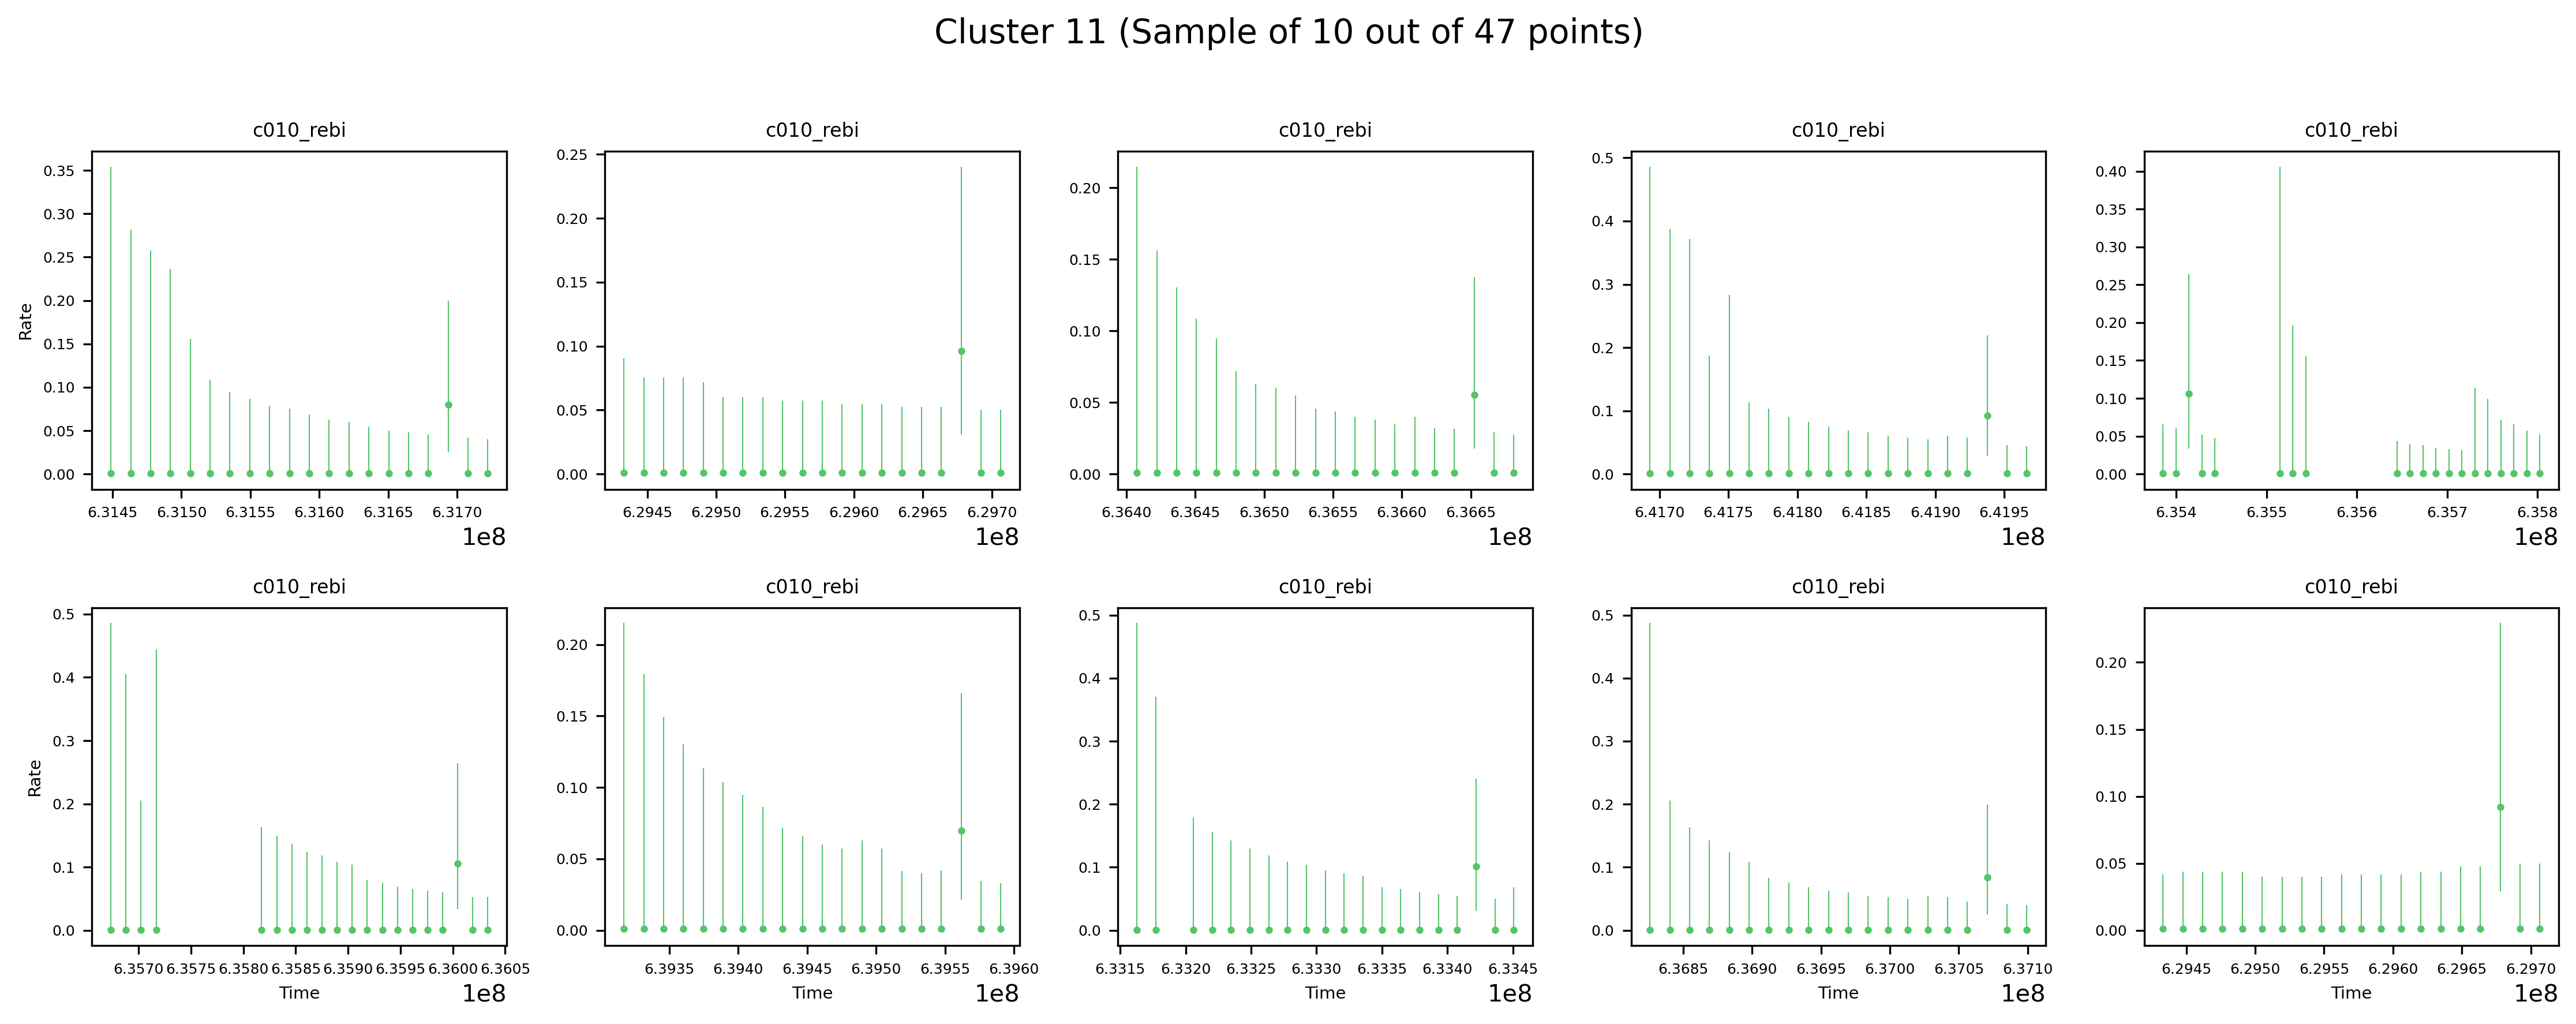 Cluster 11 (Sample of 10 out of 47 points)
c010_rebi c010_rebi c010_rebi c010_rebi c010_rebi
Rate
0.35 0.30 0.25 0.20 0.15 0.10 0.05 0.00
6.3145 6.3150 6.3155 6.3160 6.3165 6.3170
1e8
0.25 0.20 0.15 0.10 0.05 0.00
6.2945 6.2950 6.2955 6.2960 6.2965 6.2970
1e8
0.20 0.15 0.10 0.05 0.00
6.3640 6.3645 6.3650 6.3655 6.3660 6.3665
1e8
0.5 0.4 0.3 0.2 0.1 0.0
6.4170 6.4175 6.4180 6.4185 6.4190 6.4195
1e8
0.40 0.35 0.30 0.25 0.20 0.15 0.10 0.05 0.00
6.354 6.355 6.356 6.357 6.358
1e8
c010_rebi c010_rebi c010_rebi c010_rebi c010_rebi
Rate
0.5 0.4 0.3 0.2 0.1 0.0
6.3570 6.3575 6.3580 6.3585 6.3590 6.3595 6.3600 6.3605
Time 1e8
0.20 0.15 0.10 0.05 0.00
6.3935 6.3940 6.3945 6.3950 6.3955 6.3960
Time 1e8
0.5 0.4 0.3 0.2 0.1 0.0
6.3315 6.3320 6.3325 6.3330 6.3335 6.3340 6.3345
Time 1e8
0.5 0.4 0.3 0.2 0.1 0.0
6.3685 6.3690 6.3695 6.3700 6.3705 6.3710
Time 1e8
0.20 0.15 0.10 0.05 0.00
6.2945 6.2950 6.2955 6.2960 6.2965 6.2970
Time 1e8